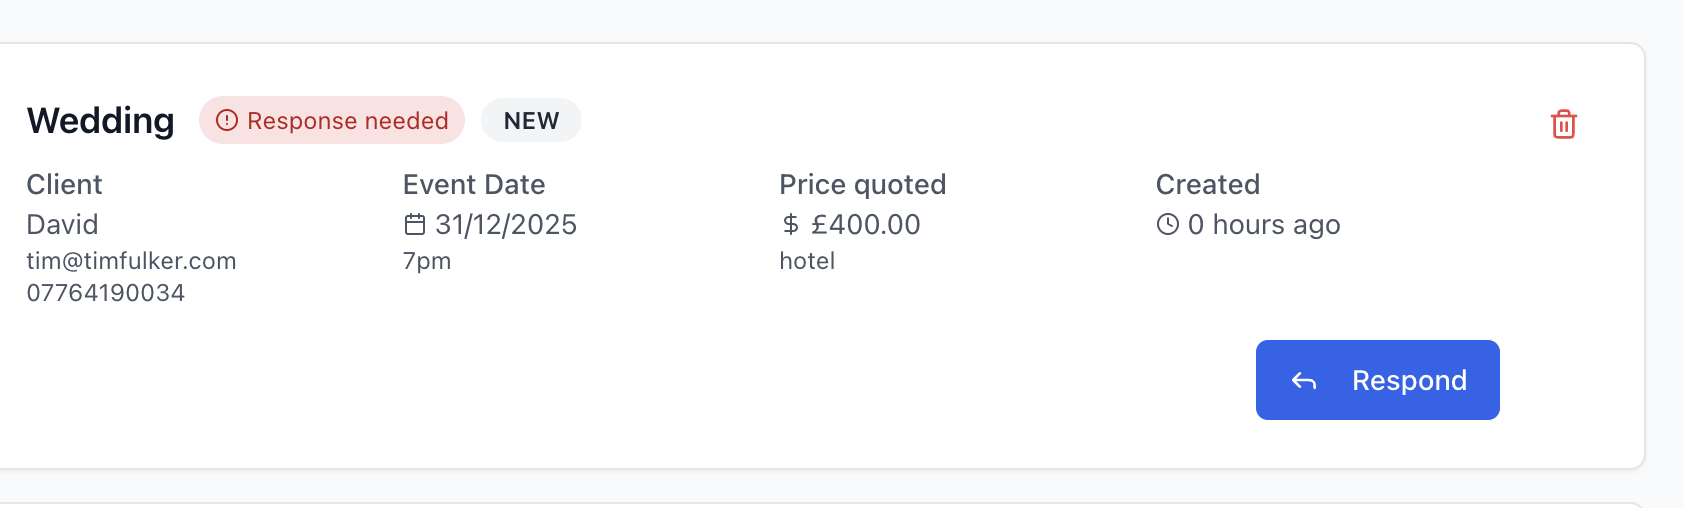 Wedding
Response needed
NEW
Client
David
tim@timfulker.com
07764190034
Event Date
31/12/2025
7pm
Price quoted
$ £400.00
hotel
Created
0 hours ago
Respond